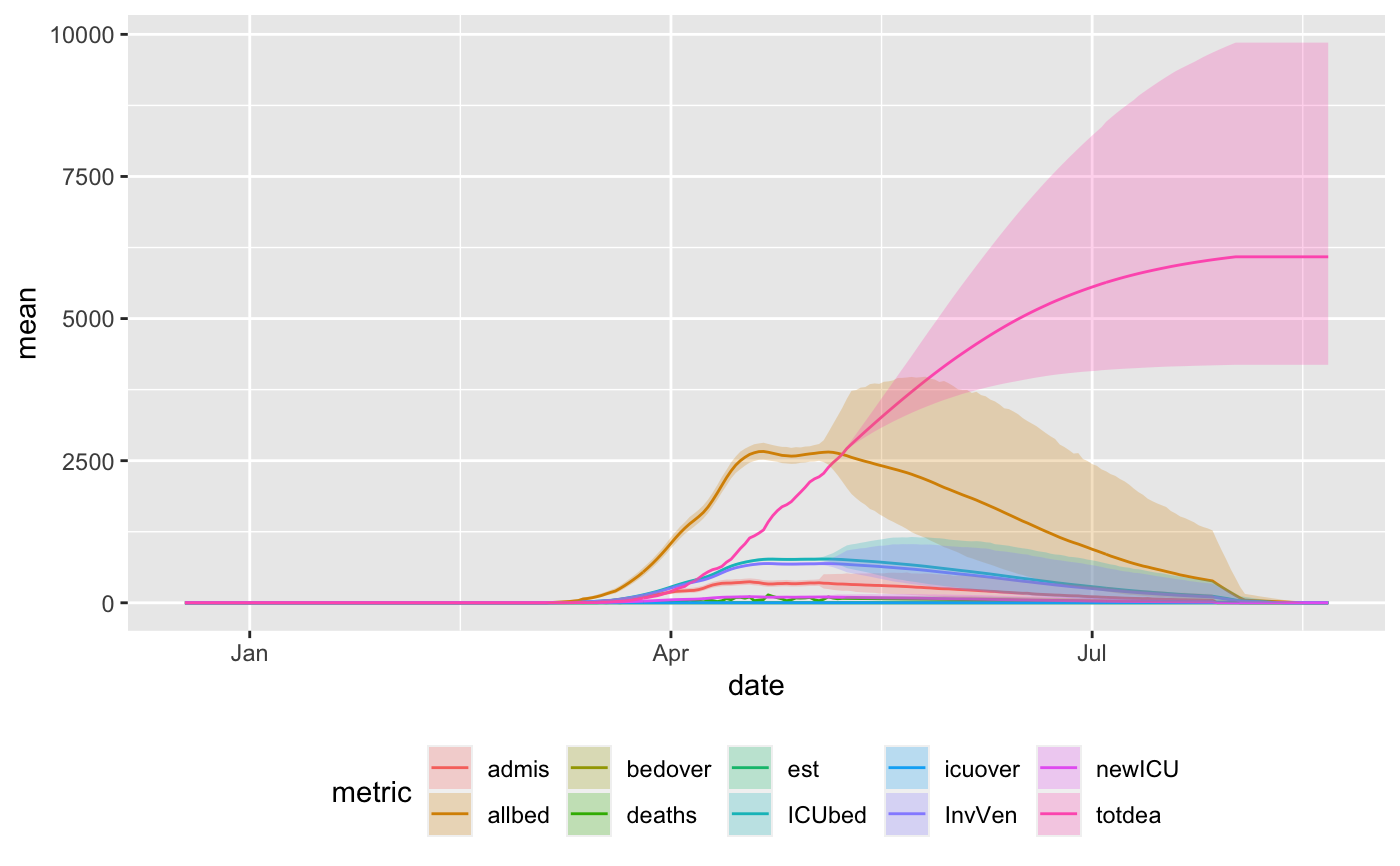 10000
7500
5000
2500
0
mean
Jan Apr Jul
date
metric
admis bedover est icuover newICU
allbed deaths ICUbed InvVen totdea